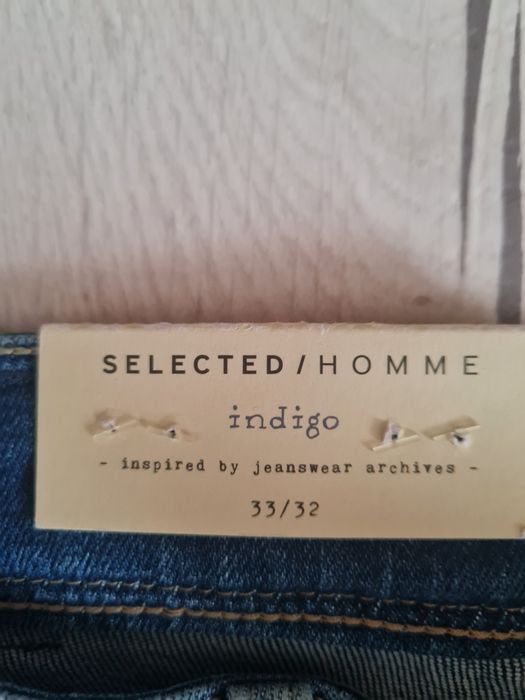 SELECTED / HOMME
indigo
- inspired by jeanswear archives -
33/32